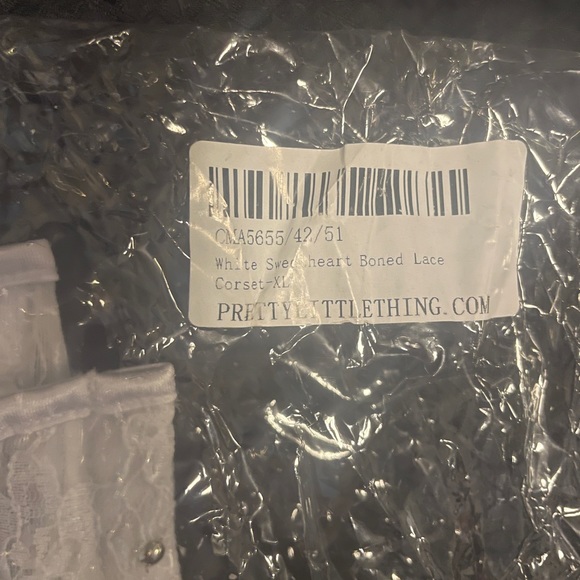 CMA5655/42/51
White Sweetheart Boned Lace
Corset-XL
PRETTYLITTLETHING.COM